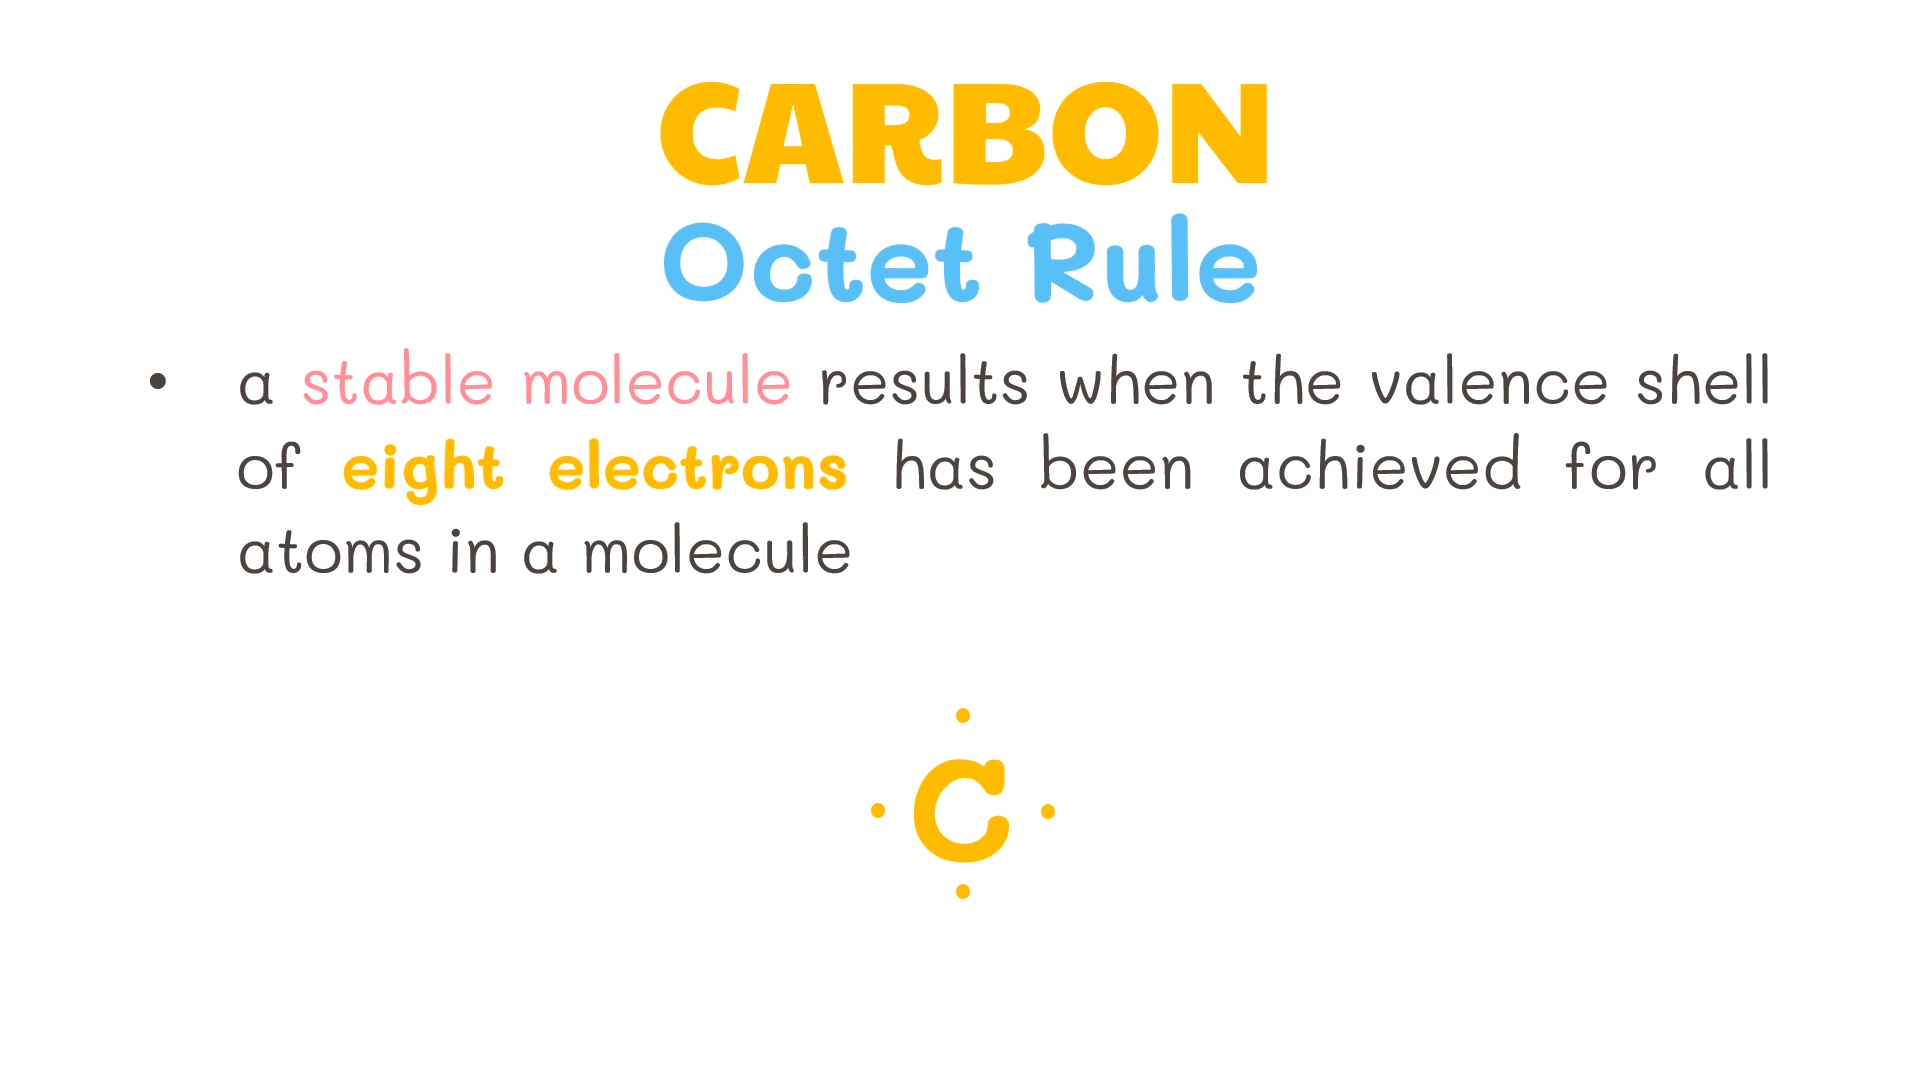 CARBON
Octet Rule
• a stable molecule results when the valence shell
of eight electrons has been achieved for all
atoms in a molecule
C